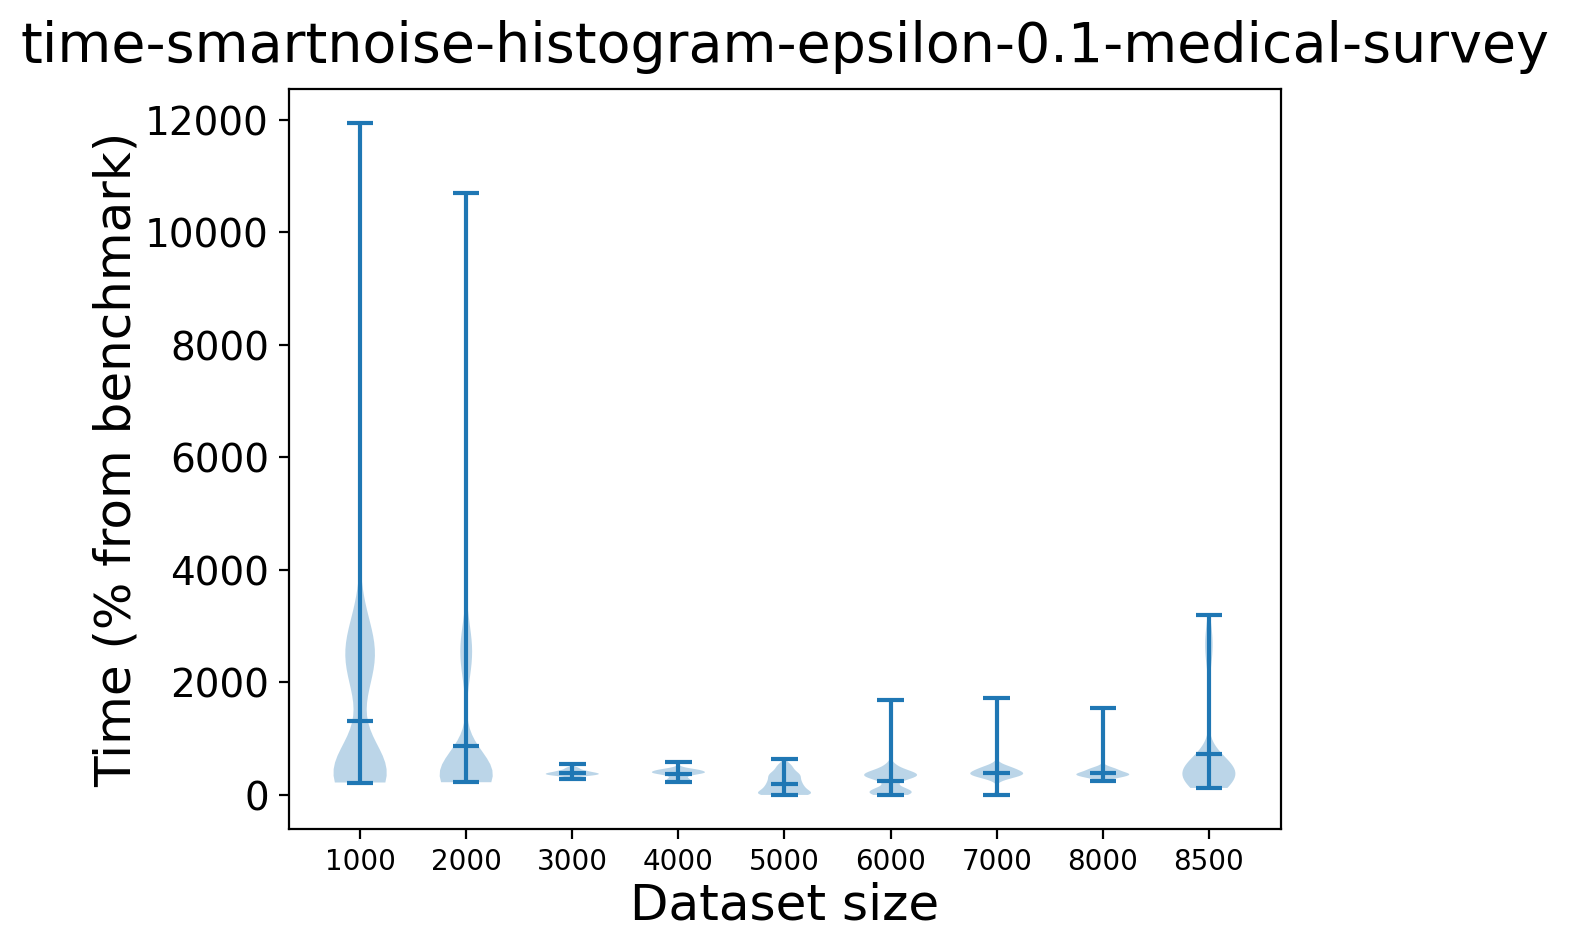 time-smartnoise-histogram-epsilon-0.1-medical-survey
Time (% from benchmark)
12000
10000
8000
6000
4000
2000
0
1000 2000 3000 4000 5000 6000 7000 8000 8500
Dataset size